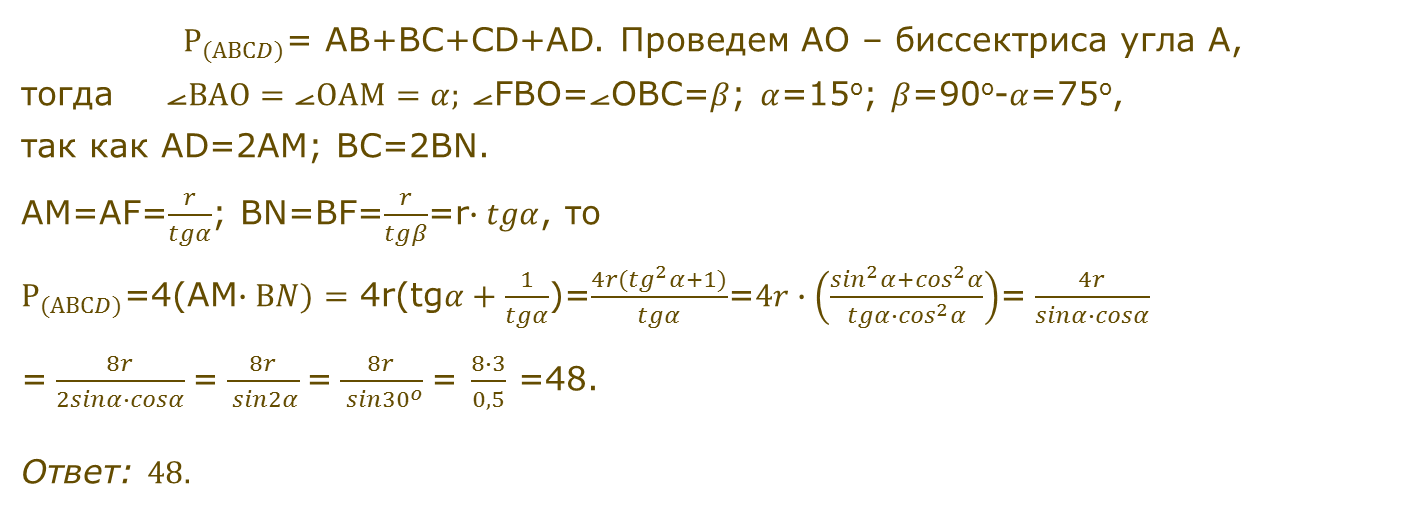 P(ABCD)= AB+BC+CD+AD. Проведем АО – биссектриса угла А,
тогда ∠BAO = ∠OAM = α; ∠FBO=∠OBC=β; α=15°; β=90°-α=75°,
так как AD=2AM; BC=2BN.
AM=AF=r/tgα; BN=BF=r/tgβ=r· tgα, то
P(ABCD)=4(AM· BN) = 4r(tgα + 1/tgα)=4r(tg²α+1)/tgα=4r · (sin²α+cos²α/tgα·cos²α)= 4r/sinα·cosα
= 8r/2sinα·cosα = 8r/sin2α = 8r/sin30° = 8·3/0,5 =48.
Ответ: 48.